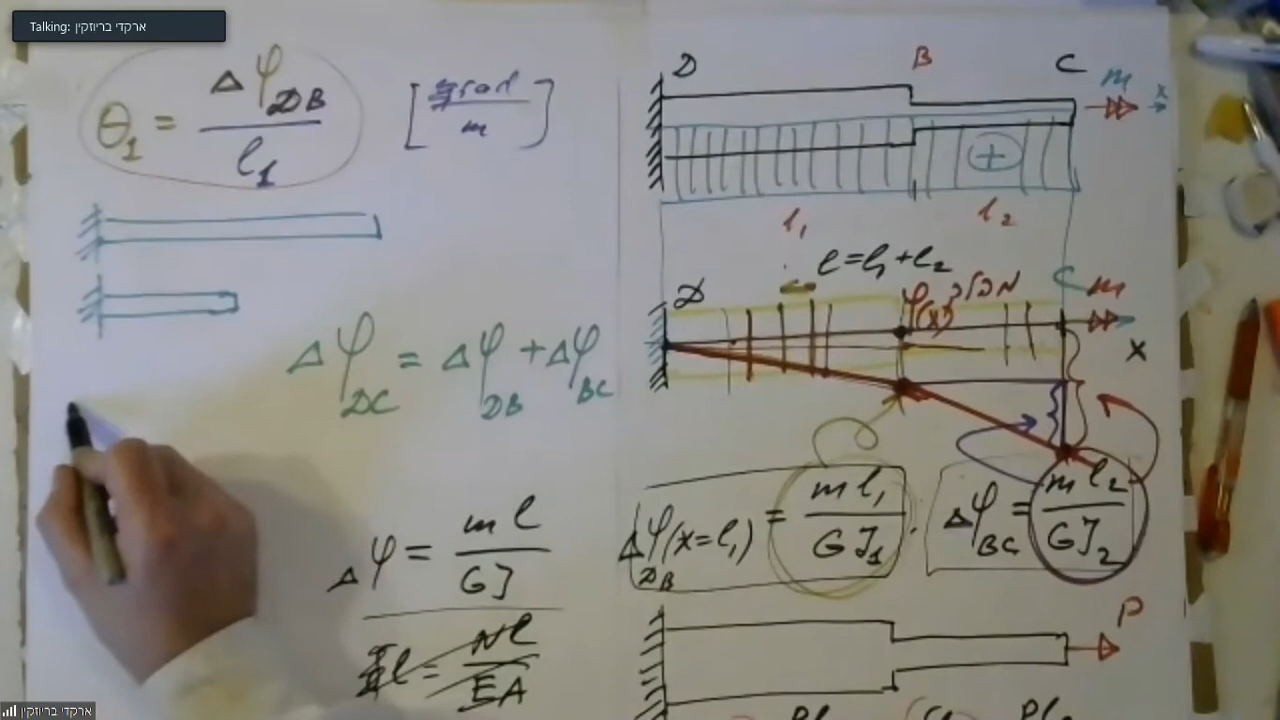 Talking: ארקדי בריוזקין
θ₁ = Δφ_DB / l₁
[grad / m]
Δφ_DC = Δφ_DB + Δφ_BC
Δφ = ml / GJ
Nl / EA
D B C m x
+
l₁ l₂
l = l₁ + l₂
D φ(x) C m
x
Δφ_DB (x = l₁) = ml₁ / GJ₁ .
Δφ_BC = ml₂ / GJ₂
P
ארקדי בריוזקין